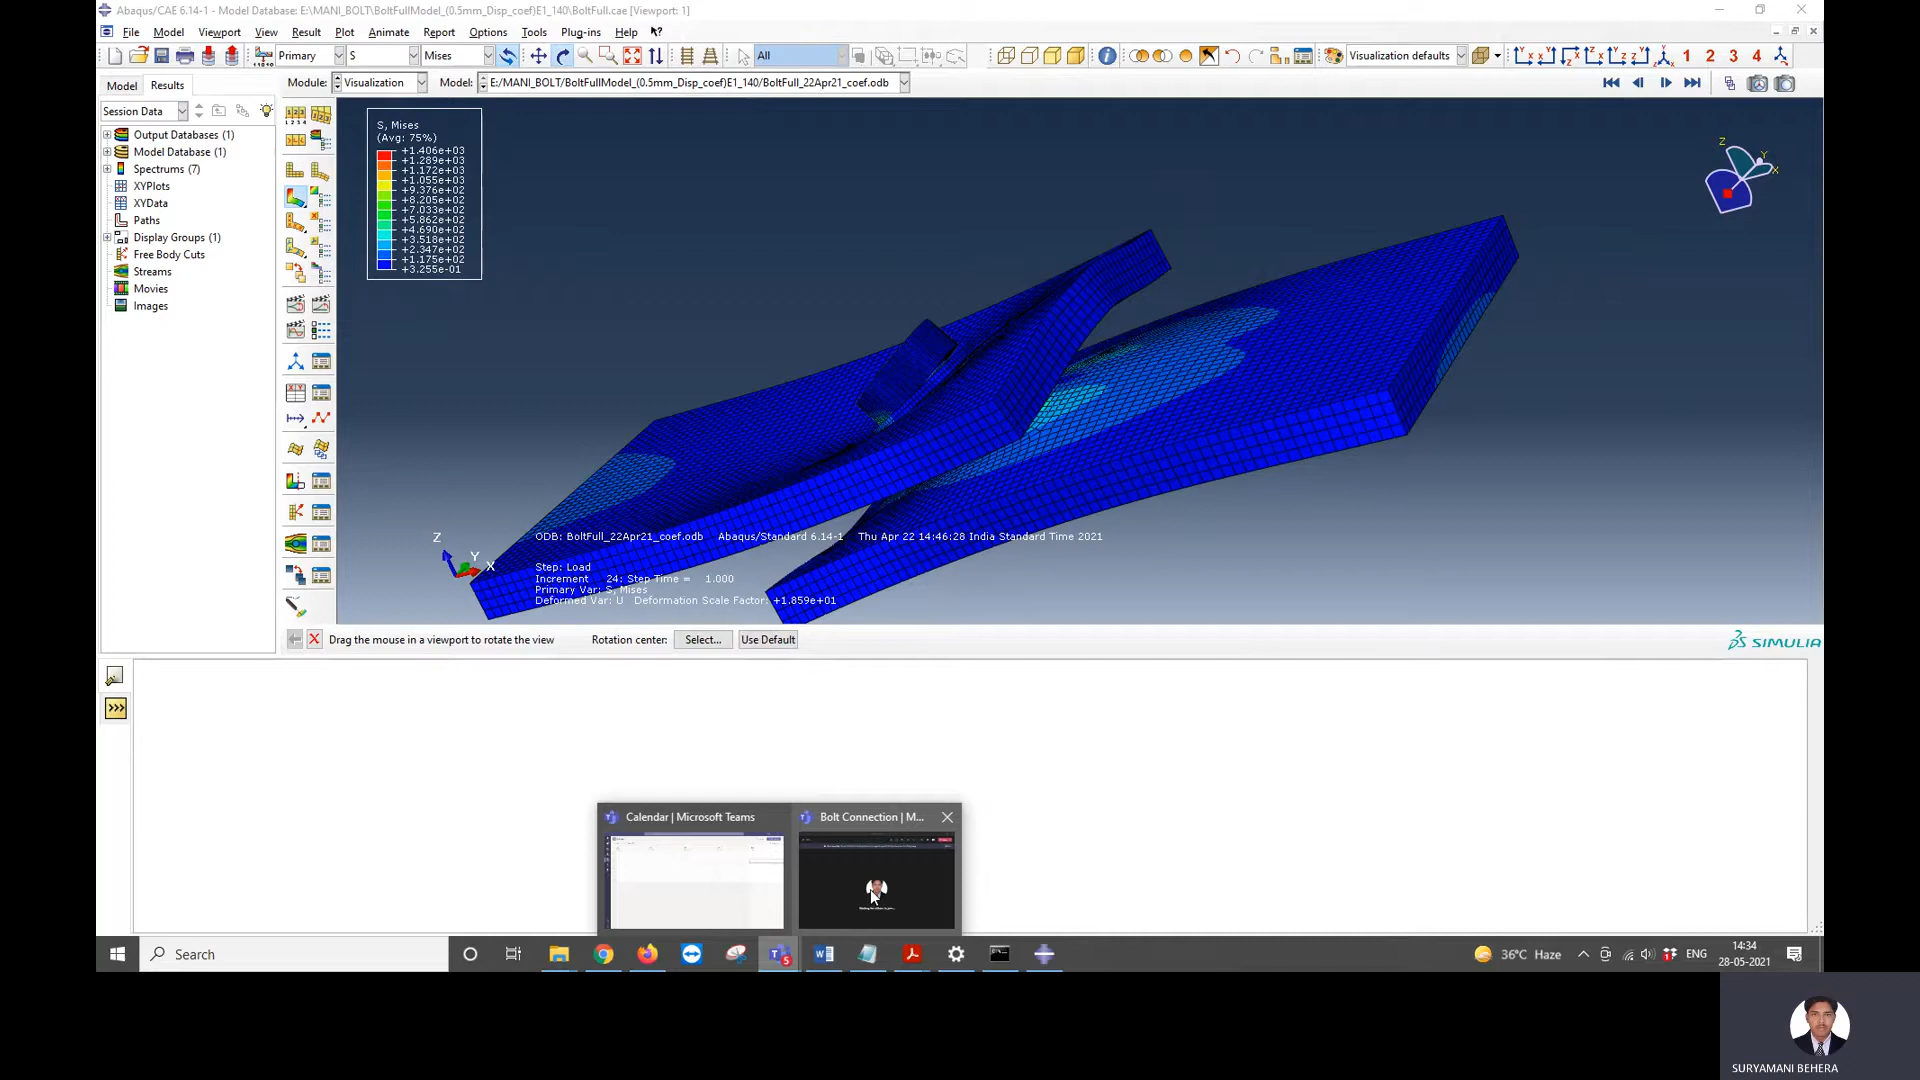 Abaqus/CAE 6.14-1 - Model Database: E:\MANI_BOLT\BoltFullModel_(0.5mm_Disp_coef)E1_140\BoltFull.cae [Viewport: 1]
File Model Viewport View Result Plot Animate Report Options Tools Plug-ins Help
Primary S Mises All Visualization defaults 1 2 3 4
Model Results Module: Visualization Model: E:/MANI_BOLT/BoltFullModel_(0.5mm_Disp_coef)E1_140/BoltFull_22Apr21_coef.odb
Session Data
Output Databases (1)
Model Database (1)
Spectrums (7)
XYPlots
XYData
Paths
Display Groups (1)
Free Body Cuts
Streams
Movies
Images
S, Mises
(Avg: 75%)
+1.406e+03
+1.289e+03
+1.172e+03
+1.055e+03
+9.376e+02
+8.205e+02
+7.033e+02
+5.862e+02
+4.690e+02
+3.518e+02
+2.347e+02
+1.175e+02
+3.255e-01
Z
Y
X
Z
Y
X
ODB: BoltFull_22Apr21_coef.odb Abaqus/Standard 6.14-1 Thu Apr 22 14:46:28 India Standard Time 2021
Step: Load
Increment 24: Step Time = 1.000
Primary Var: S, Mises
Deformed Var: U Deformation Scale Factor: +1.859e+01
Drag the mouse in a viewport to rotate the view Rotation center: Select... Use Default
SIMULIA
>>>
Calendar | Microsoft Teams
Bolt Connection | M...
Search
36°C Haze
ENG
14:34
28-05-2021
SURYAMANI BEHERA